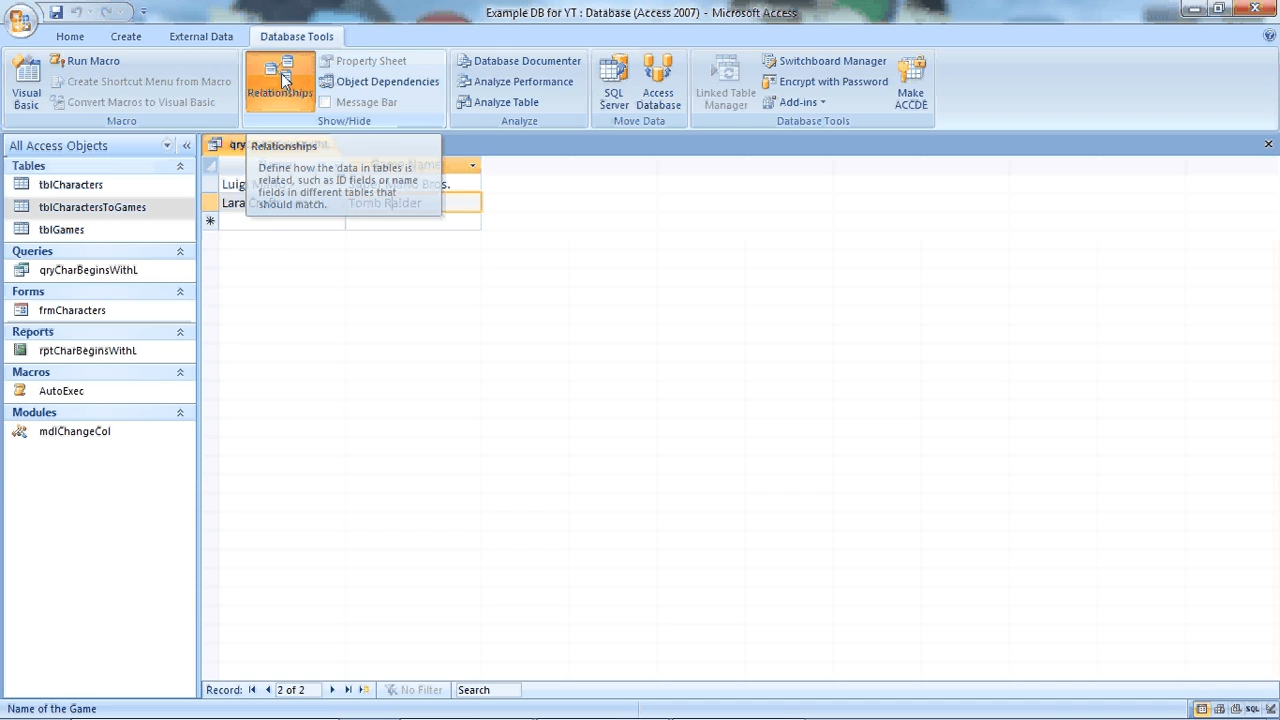 Example DB for YT : Database (Access 2007) - Microsoft Access
Home Create External Data Database Tools
Visual Basic
Run Macro
Create Shortcut Menu from Macro
Convert Macros to Visual Basic
Macro
Relationships
Property Sheet
Object Dependencies
Message Bar
Show/Hide
Database Documenter
Analyze Performance
Analyze Table
Analyze
SQL Server
Access Database
Move Data
Linked Table Manager
Switchboard Manager
Encrypt with Password
Add-ins
Make ACCDE
Database Tools
All Access Objects
Tables
tblCharacters
tblCharactersToGames
tblGames
Queries
qryCharBeginsWithL
Forms
frmCharacters
Reports
rptCharBeginsWithL
Macros
AutoExec
Modules
mdlChangeCol
qry
Relationships
Define how the data in tables is
related, such as ID fields or name
fields in different tables that
should match.
Name
Luig
Bros.
Lara
Tomb Raider
Record: 2 of 2 No Filter Search
Name of the Game
SQL